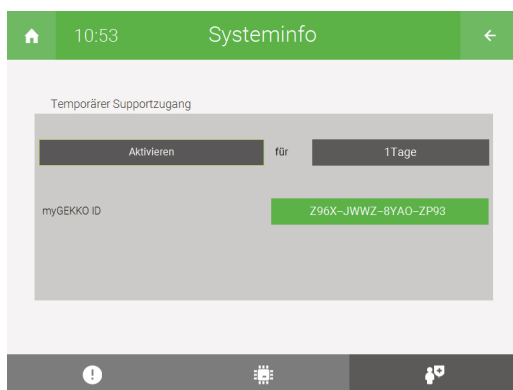 10:53 Systeminfo
Temporärer Supportzugang
Aktivieren für 1Tage
myGEKKO ID Z96X–JWWZ–8YAO–ZP93